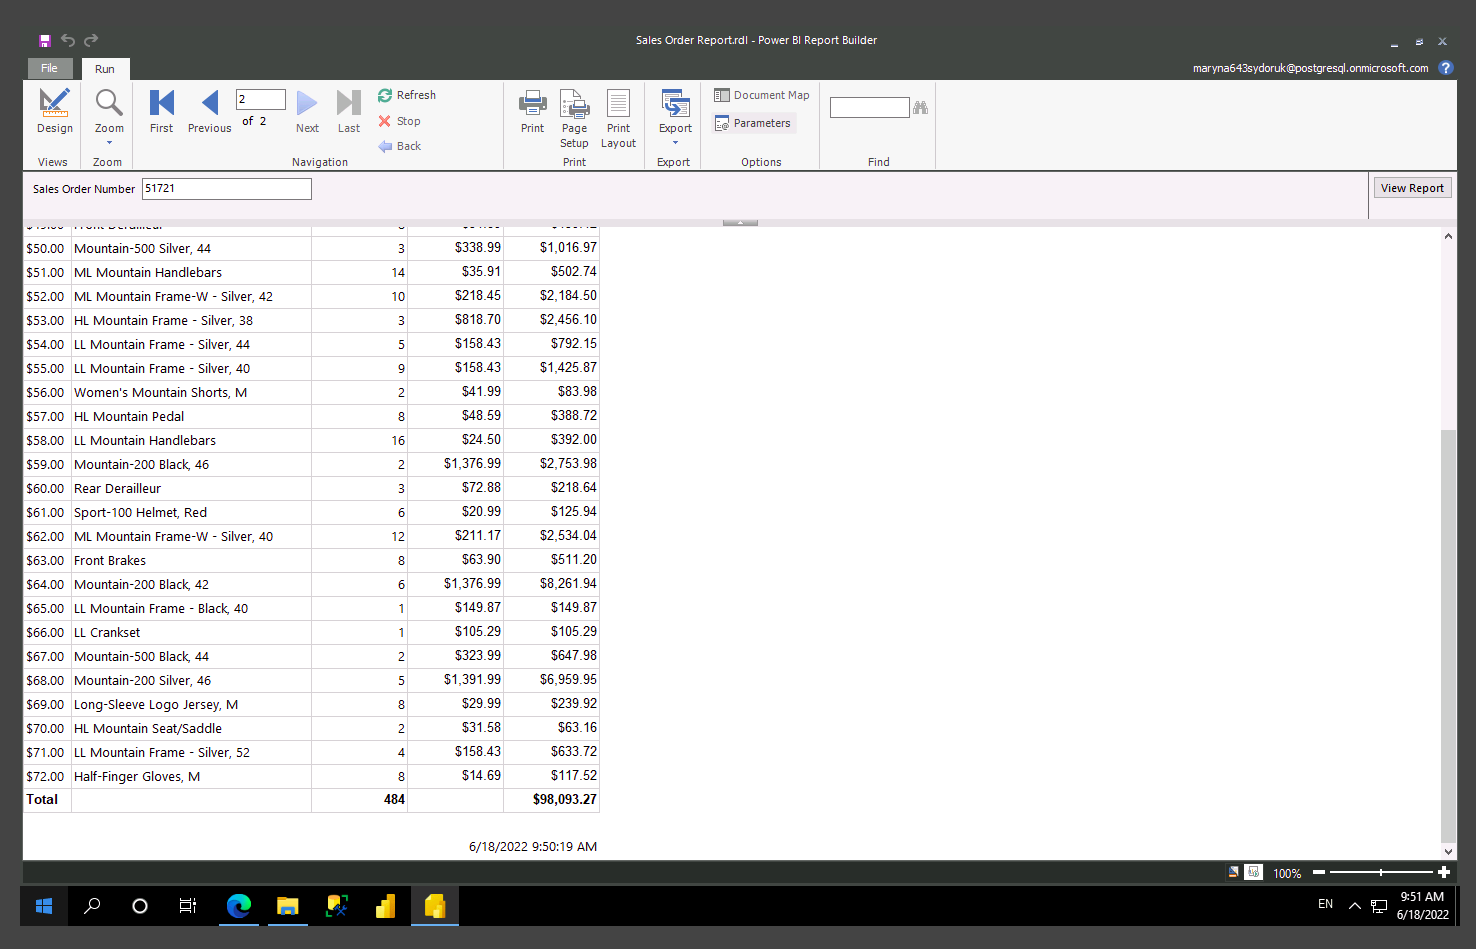 Sales Order Report.rdl - Power BI Report Builder
File Run
maryna643sydoruk@postgresql.onmicrosoft.com ?
Design
Zoom
First
Previous
2
of 2
Next
Last
Refresh
Stop
Back
Print
Page Setup
Print Layout
Export
Document Map
Parameters
Views Zoom Navigation Print Export Options Find
Sales Order Number 51721 View Report
$50.00 Mountain-500 Silver, 44 3 $338.99 $1,016.97
$51.00 ML Mountain Handlebars 14 $35.91 $502.74
$52.00 ML Mountain Frame-W - Silver, 42 10 $218.45 $2,184.50
$53.00 HL Mountain Frame - Silver, 38 3 $818.70 $2,456.10
$54.00 LL Mountain Frame - Silver, 44 5 $158.43 $792.15
$55.00 LL Mountain Frame - Silver, 40 9 $158.43 $1,425.87
$56.00 Women's Mountain Shorts, M 2 $41.99 $83.98
$57.00 HL Mountain Pedal 8 $48.59 $388.72
$58.00 LL Mountain Handlebars 16 $24.50 $392.00
$59.00 Mountain-200 Black, 46 2 $1,376.99 $2,753.98
$60.00 Rear Derailleur 3 $72.88 $218.64
$61.00 Sport-100 Helmet, Red 6 $20.99 $125.94
$62.00 ML Mountain Frame-W - Silver, 40 12 $211.17 $2,534.04
$63.00 Front Brakes 8 $63.90 $511.20
$64.00 Mountain-200 Black, 42 6 $1,376.99 $8,261.94
$65.00 LL Mountain Frame - Black, 40 1 $149.87 $149.87
$66.00 LL Crankset 1 $105.29 $105.29
$67.00 Mountain-500 Black, 44 2 $323.99 $647.98
$68.00 Mountain-200 Silver, 46 5 $1,391.99 $6,959.95
$69.00 Long-Sleeve Logo Jersey, M 8 $29.99 $239.92
$70.00 HL Mountain Seat/Saddle 2 $31.58 $63.16
$71.00 LL Mountain Frame - Silver, 52 4 $158.43 $633.72
$72.00 Half-Finger Gloves, M 8 $14.69 $117.52
Total 484 $98,093.27
6/18/2022 9:50:19 AM
100%
EN
9:51 AM
6/18/2022